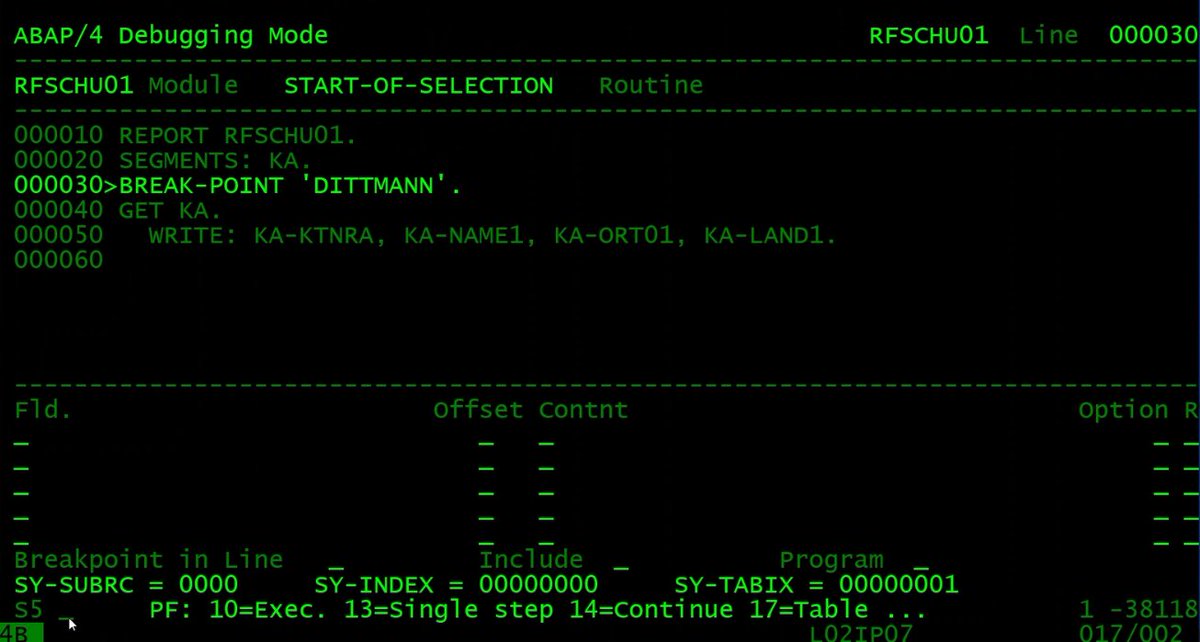 ABAP/4 Debugging Mode RFSCHU01 Line 000030
RFSCHU01 Module START-OF-SELECTION Routine
000010 REPORT RFSCHU01.
000020 SEGMENTS: KA.
000030>BREAK-POINT 'DITTMANN'.
000040 GET KA.
000050 WRITE: KA-KTNRA, KA-NAME1, KA-ORT01, KA-LAND1.
000060
Fld. Offset Contnt Option R
Breakpoint in Line _ Include _ Program _
SY-SUBRC = 0000 SY-INDEX = 00000000 SY-TABIX = 00000001
S5 _ PF: 10=Exec. 13=Single step 14=Continue 17=Table ... 1 -38118
4B L02IP07 017/002